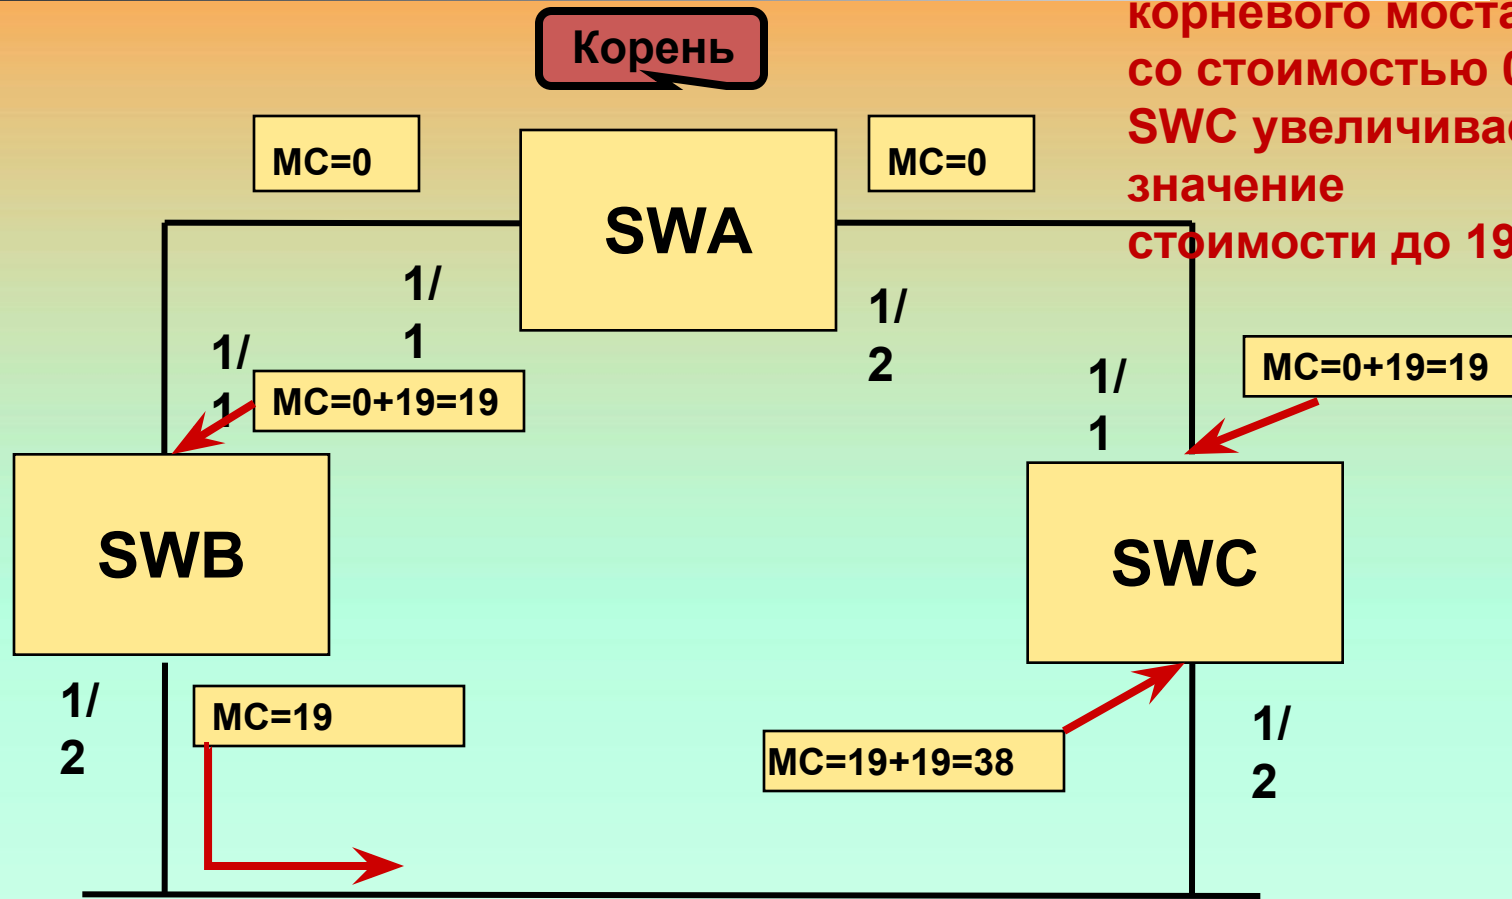 корневого моста
со стоимостью
SWC
значение
стоимости до 19
Корень
MC=0
MC=0
SWA
1/
1
1/
2
1/
1
MC=0+19=19
1/
1
MC=0+19=19
SWB
SWC
1/
2
MC=19
MC=19+19=38
1/
2